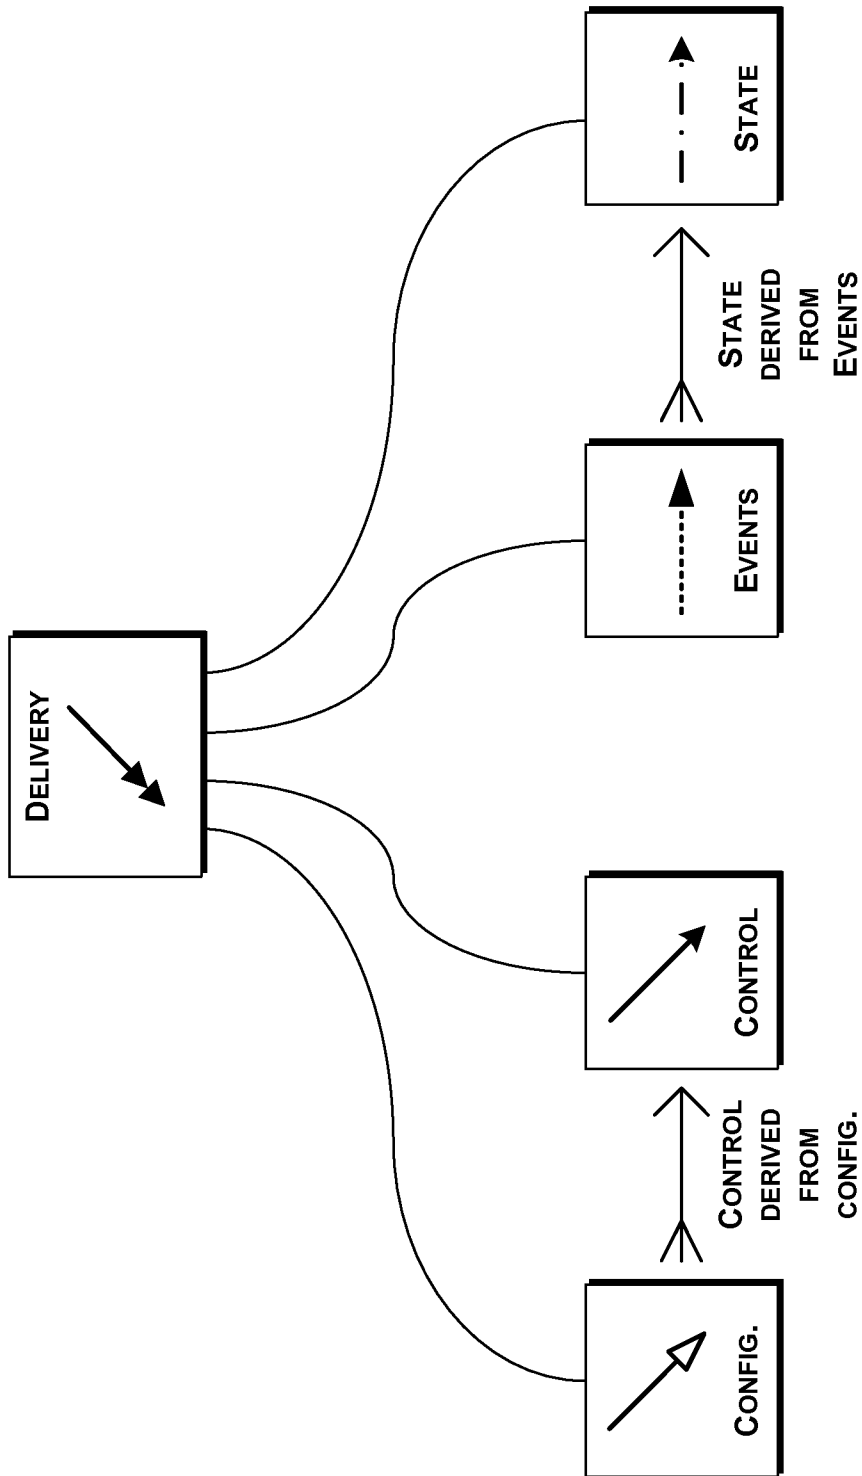 DELIVERY
CONFIG.
CONTROL
DERIVED
FROM
CONFIG.
CONTROL
EVENTS
STATE
DERIVED
FROM
EVENTS
STATE